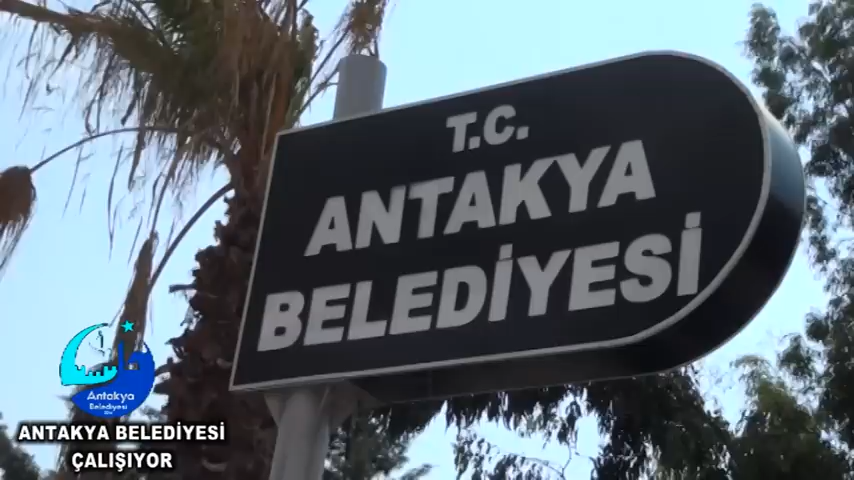 T.C.
ANTAKYA
BELEDİYESİ
Antakya
Belediyesi
ANTAKYA BELEDİYESİ
ÇALIŞIYOR